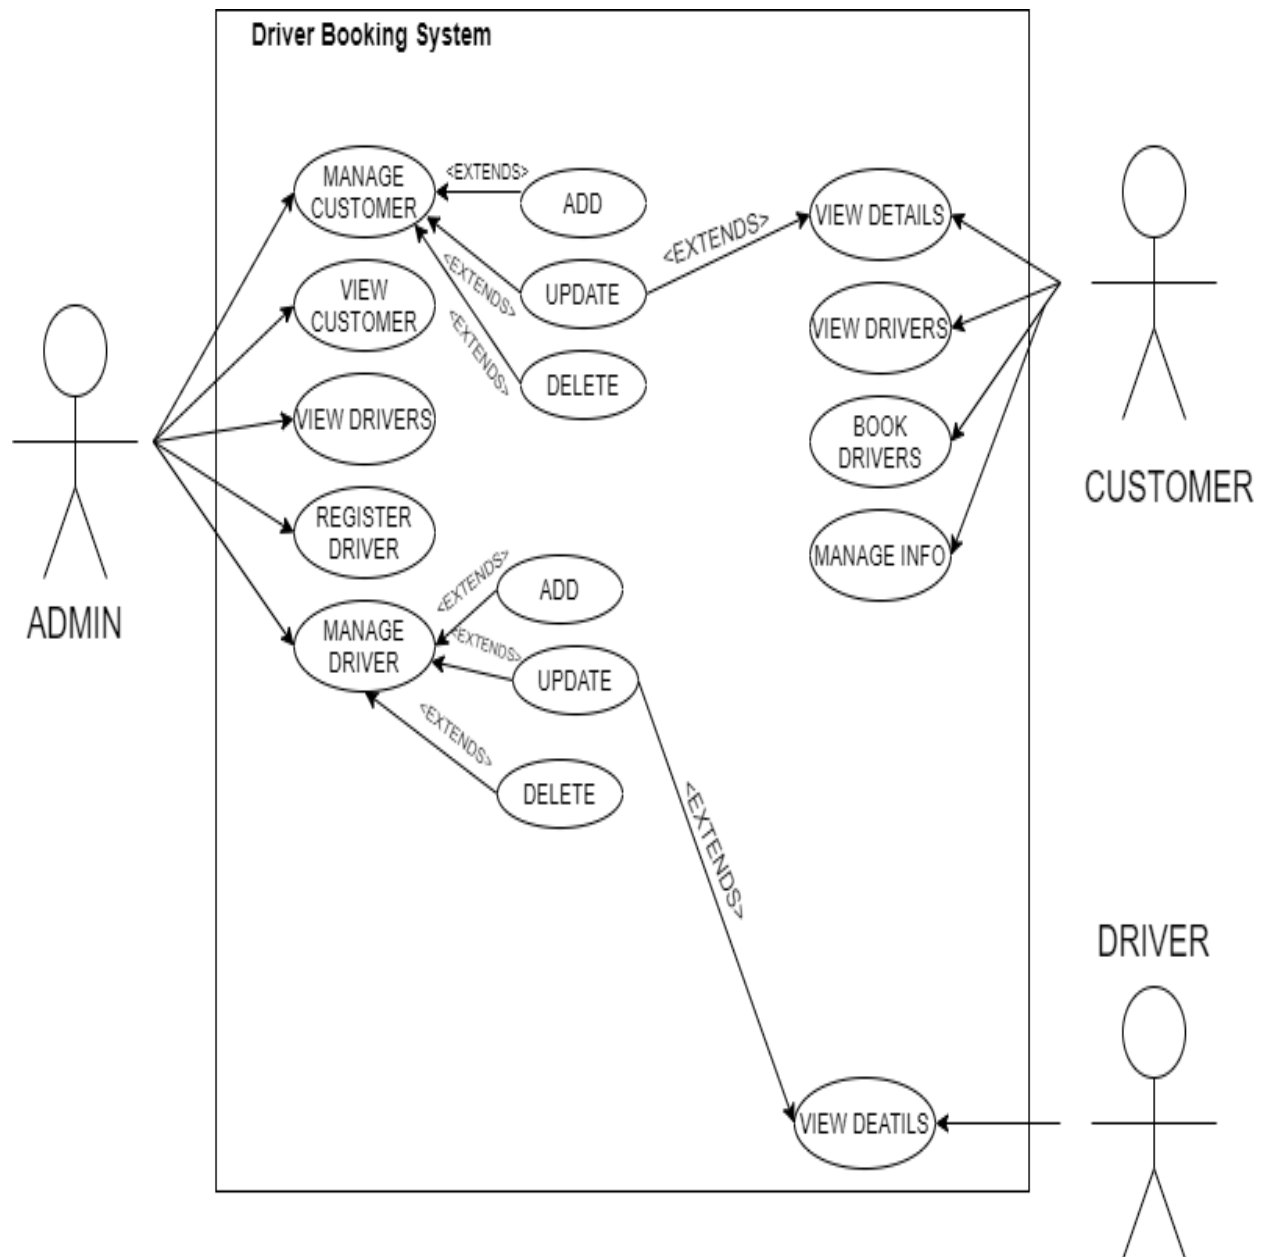 Driver Booking System
MANAGE
CUSTOMER
<EXTENDS>
ADD
VIEW DETAILS
<EXTENDS>
VIEW
CUSTOMER
<EXTENDS>
UPDATE
VIEW DRIVERS
<EXTENDS>
DELETE
VIEW DRIVERS
BOOK
DRIVERS
CUSTOMER
REGISTER
DRIVER
MANAGE INFO
ADMIN
MANAGE
DRIVER
<EXTENDS>
ADD
<EXTENDS>
UPDATE
<EXTENDS>
DELETE
<EXTENDS>
DRIVER
VIEW DEATILS